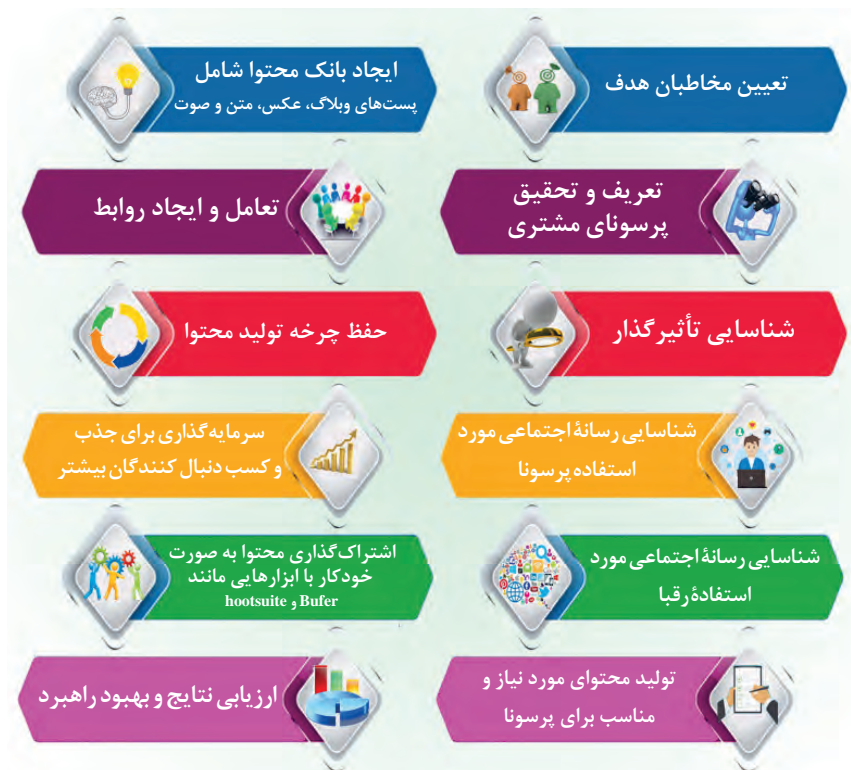 تعیین مخاطبان هدف
تعریف و تحقیق
پرسونای مشتری
شناسایی تأثیرگذار
شناسایی رسانهٔ اجتماعی مورد
استفاده پرسونا
شناسایی رسانهٔ اجتماعی مورد
استفادهٔ رقبا
تولید محتوای مورد نیاز و
مناسب برای پرسونا
ایجاد بانک محتوا شامل
پست‌های وبلاگ، عکس، متن و صوت
تعامل و ایجاد روابط
حفظ چرخه تولید محتوا
سرمایه‌گذاری برای جذب
و کسب دنبال کنندگان بیشتر
اشتراک‌گذاری محتوا به صورت
خودکار با ابزارهایی مانند
Bufer و hootsuite
ارزیابی نتایج و بهبود راهبرد